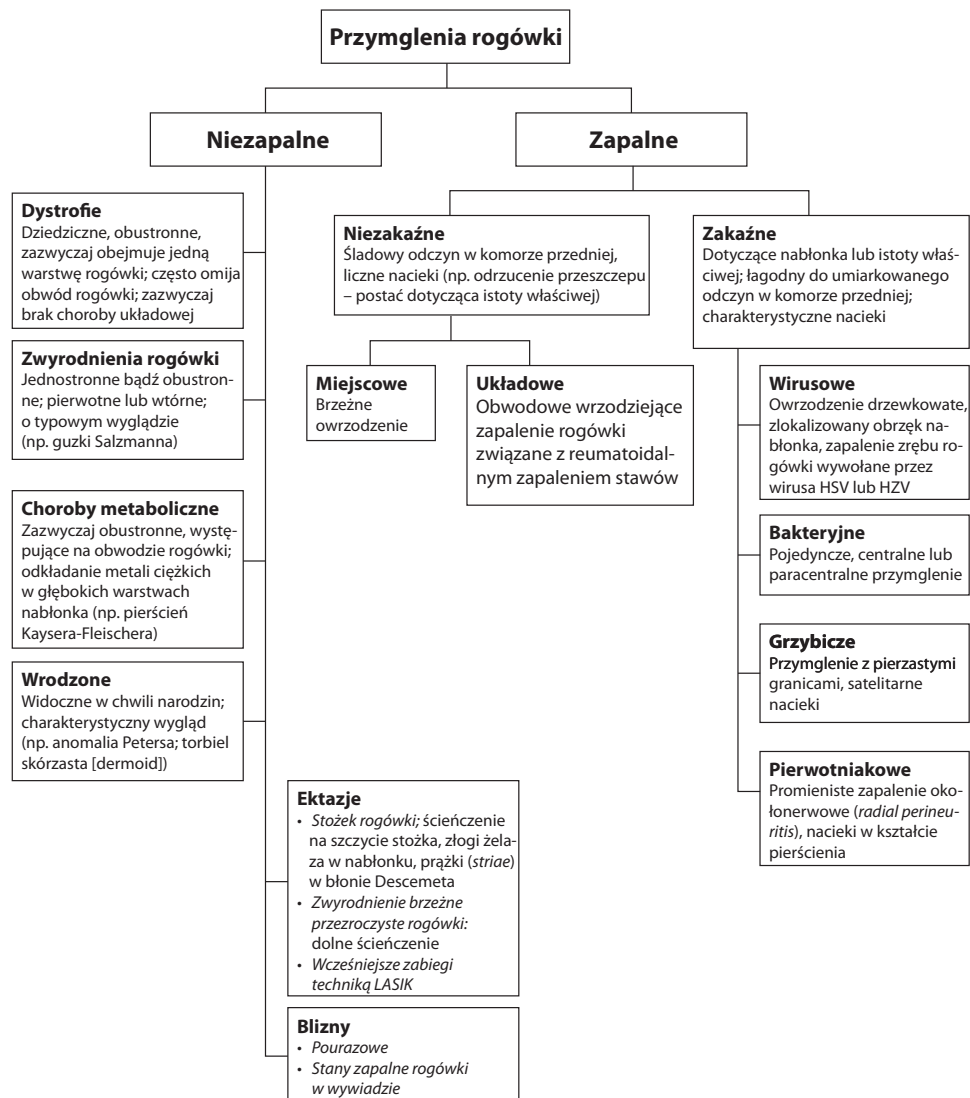 Przymglenia rogówki
Niezapalne
Zapalne
Dystrofie
Dziedziczne, obustronne,
zazwyczaj obejmuje jedną
warstwę rogówki; często omija
obwód rogówki; zazwyczaj
brak choroby układowej
Zwyrodnienia rogówki
Jednostronne bądź obustron-
ne; pierwotne lub wtórne;
o typowym wyglądzie
(np. guzki Salzmanna)
Choroby metaboliczne
Zazwyczaj obustronne, wystę-
pujące na obwodzie rogówki;
odkładanie metali ciężkich
w głębokich warstwach
nabłonka (np. pierścień
Kaysera-Fleischera)
Wrodzone
Widoczne w chwili narodzin;
charakterystyczny wygląd
(np. anomalia Petersa; torbiel
skórzasta [dermoid])
Ektazje
• Stożek rogówki; ścieńczenie
na szczycie stożka, złogi żela-
za w nabłonku, prążki (striae)
w błonie Descemeta
• Zwyrodnienie brzeżne
przezroczyste rogówki:
dolne ścieńczenie
• Wcześniejsze zabiegi
techniką LASIK
Blizny
• Pourazowe
• Stany zapalne rogówki
w wywiadzie
Niezakaźne
Śladowy odczyn w komorze przedniej,
liczne nacieki (np. odrzucenie przeszczepu
– postać dotycząca istoty właściwej)
Miejscowe
Brzeżne
owrzodzenie
Układowe
Obwodowe wrzodziejące
zapalenie rogówki
związane z reumatoidal-
nym zapaleniem stawów
Zakaźne
Dotyczące nabłonka lub istoty właś-
ciwej; łagodny do umiarkowanego
odczyn w komorze przedniej;
charakterystyczne nacieki
Wirusowe
Owrzodzenie drzewkowate,
zlokalizowany obrzęk na-
błonka, zapalenie zrębu ro-
gówki wywołane przez
wirusa HSV lub HZV
Bakteryjne
Pojedyncze, centralne lub
paracentralne przymglenie
Grzybicze
Przymglenie z pierzastymi
granicami, satelitarne
nacieki
Pierwotniakowe
Promieniste zapalenie oko-
łonerwowe (radial perineu-
ritis), nacieki w kształcie
pierścienia